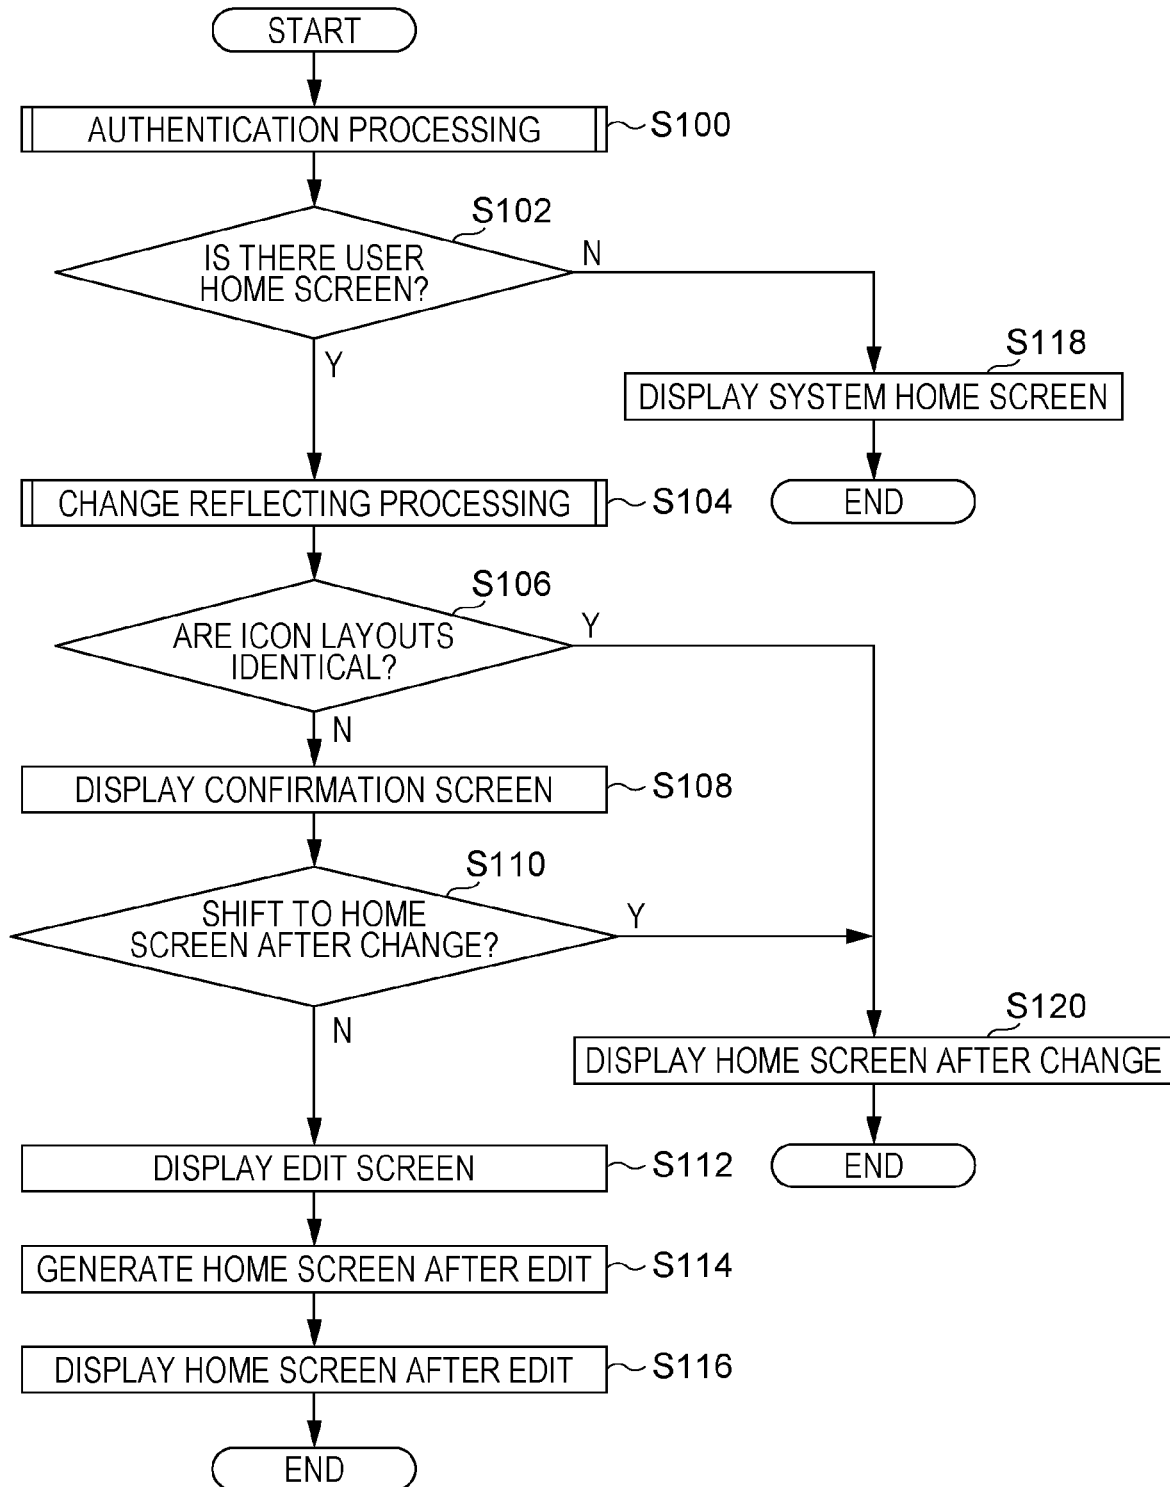 START
AUTHENTICATION PROCESSING
S100
S102
IS THERE USER
HOME SCREEN?
N
Y
S118
DISPLAY SYSTEM HOME SCREEN
END
CHANGE REFLECTING PROCESSING
S104
S106
ARE ICON LAYOUTS
IDENTICAL?
Y
N
DISPLAY CONFIRMATION SCREEN
S108
S110
SHIFT TO HOME
SCREEN AFTER CHANGE?
Y
N
S120
DISPLAY HOME SCREEN AFTER CHANGE
END
DISPLAY EDIT SCREEN
S112
GENERATE HOME SCREEN AFTER EDIT
S114
DISPLAY HOME SCREEN AFTER EDIT
S116
END